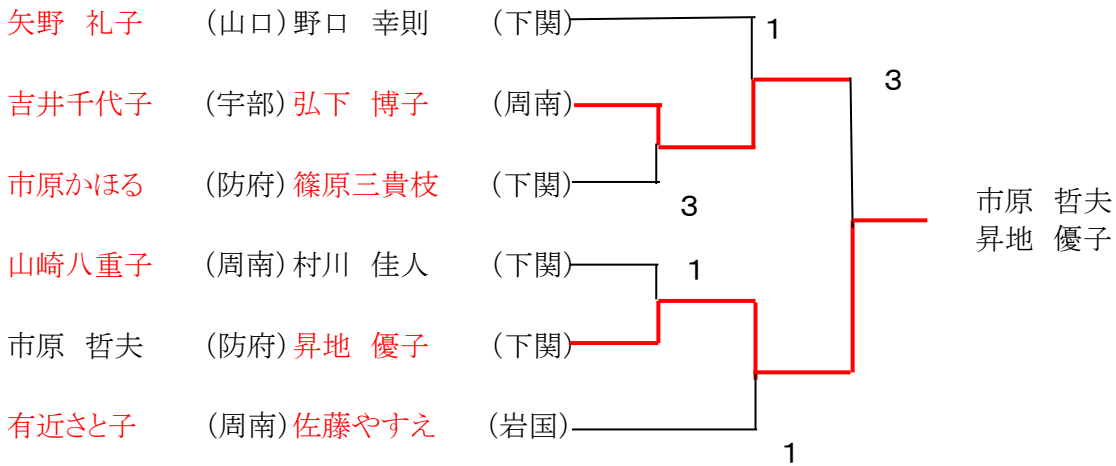 矢野　礼子　(山口)野口　幸則　(下関)
1
3
吉井千代子　(宇部)弘下　博子　(周南)
市原かほる　(防府)篠原三貴枝　(下関)
3
市原　哲夫
昇地　優子
山崎八重子　(周南)村川　佳人　(下関)
1
市原　哲夫　(防府)昇地　優子　(下関)
有近さと子　(周南)佐藤やすえ　(岩国)
1